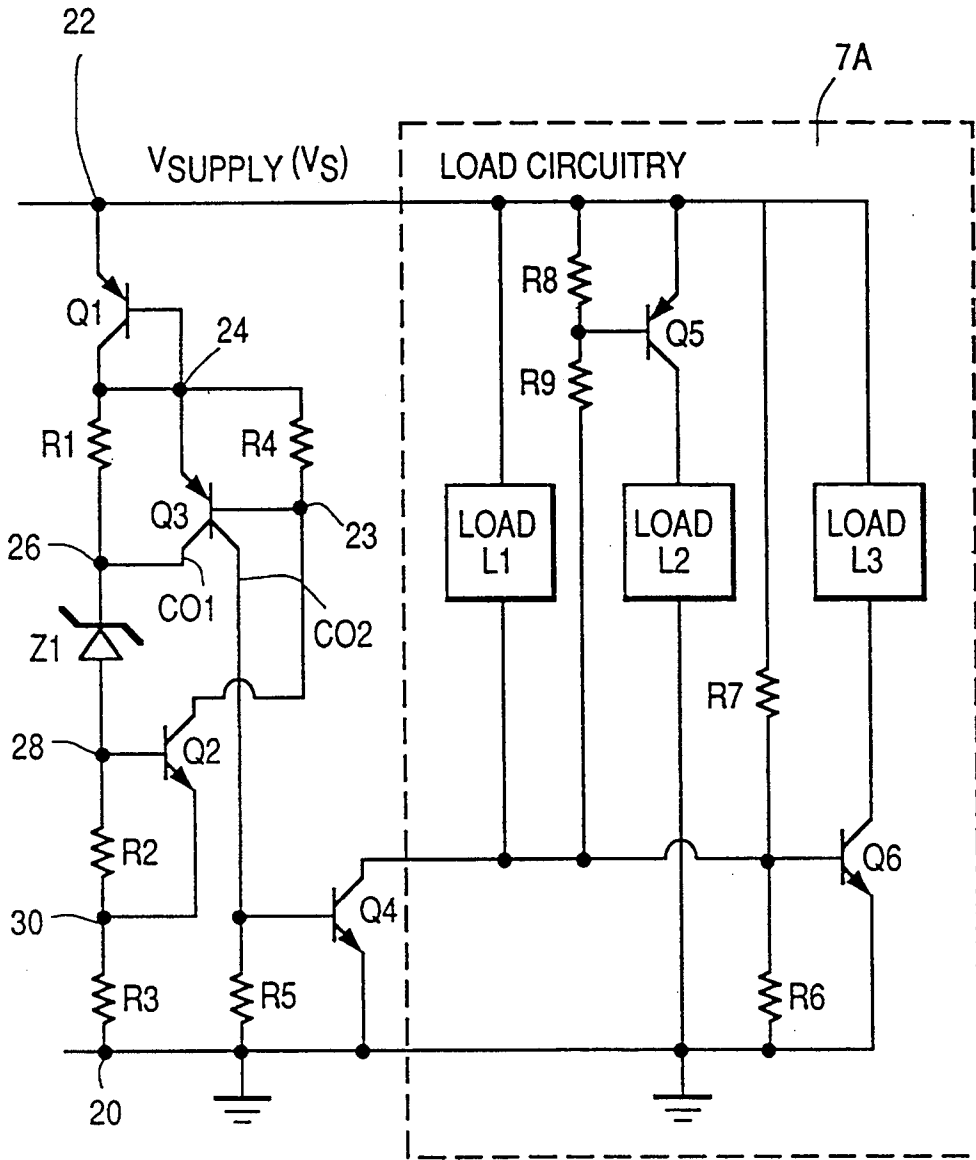 22
7A
VSUPPLY (VS)
LOAD CIRCUITRY
Q1
24
R8
Q5
R9
R1
R4
Q3
23
26
CO1
CO2
LOAD
L1
LOAD
L2
LOAD
L3
Z1
R7
28
Q2
R2
Q6
30
Q4
R3
R5
R6
20